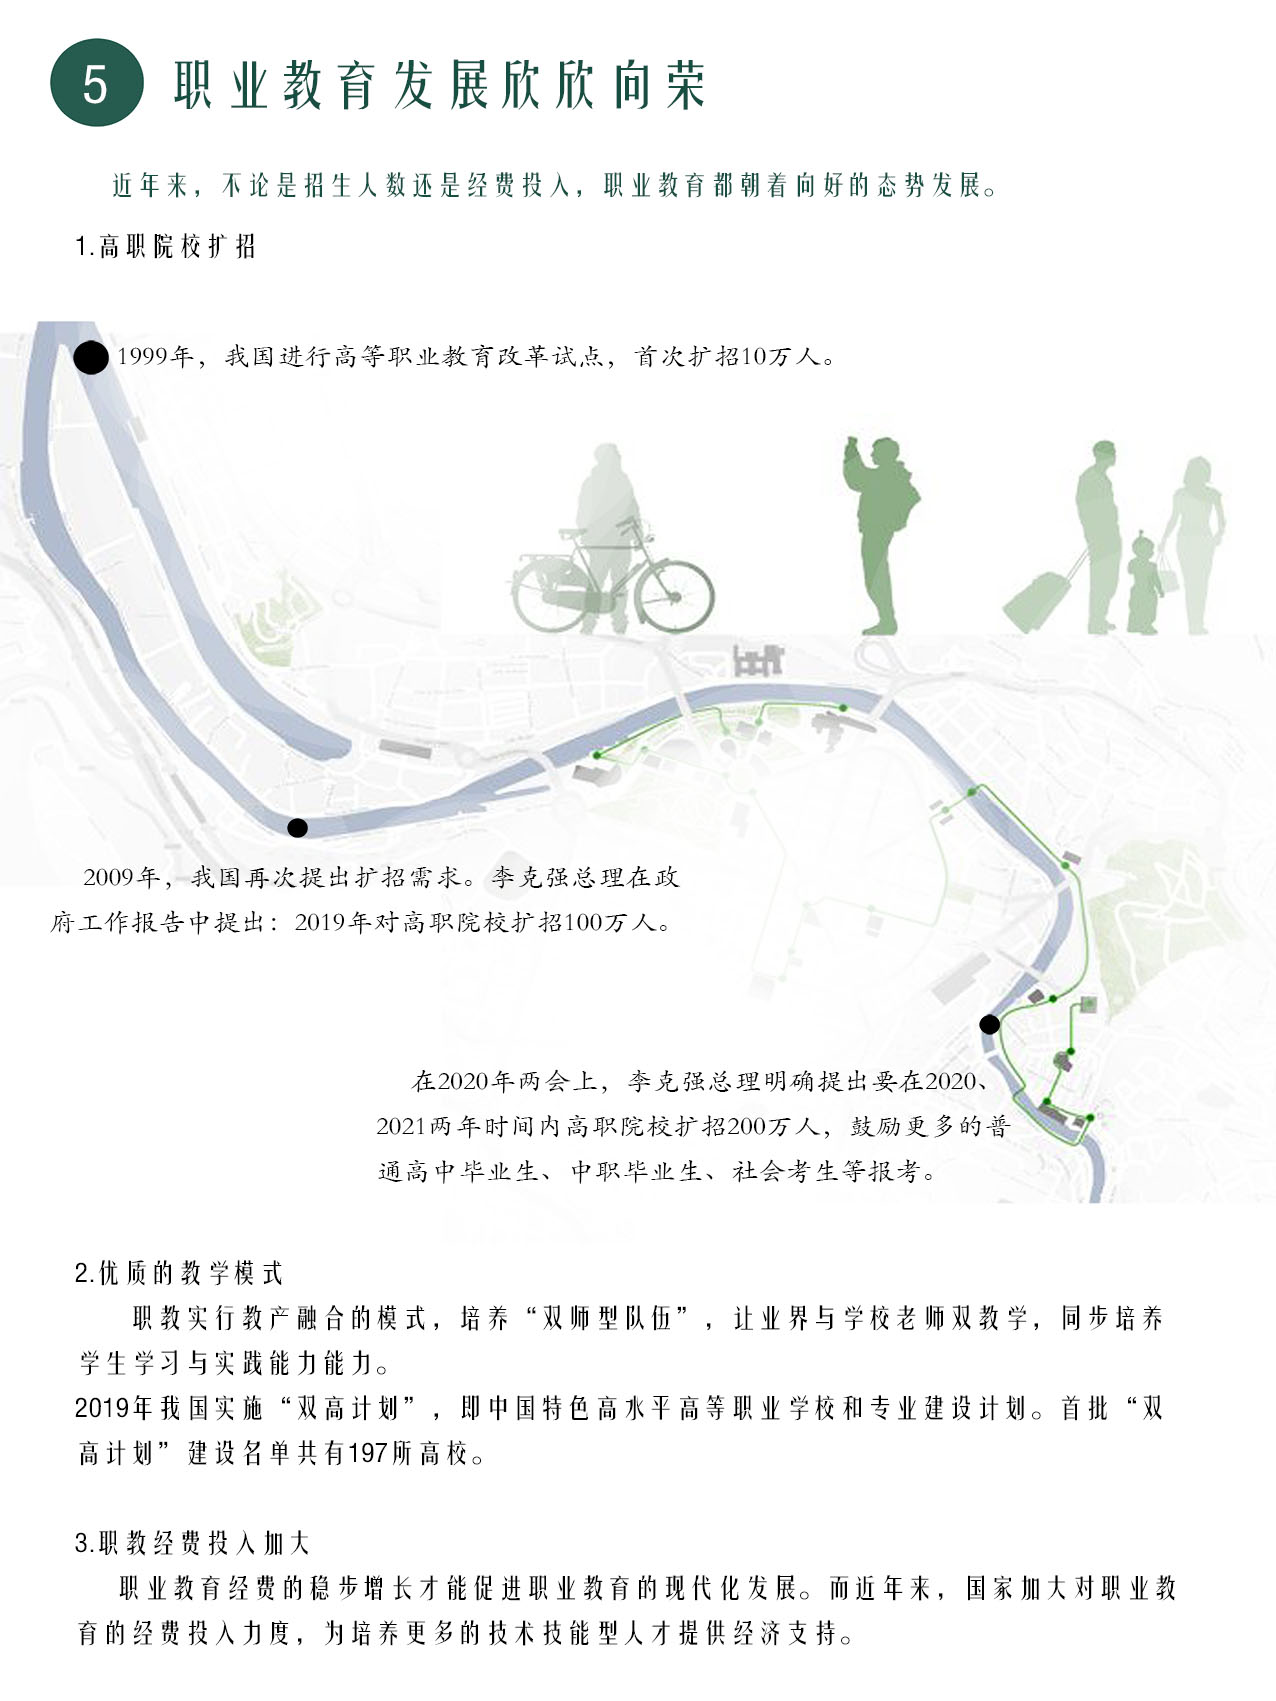 5 职业教育发展欣欣向荣
近年来，不论是招生人数还是经费投入，职业教育都朝着向好的态势发展。
1.高职院校扩招
1999年，我国进行高等职业教育改革试点，首次扩招10万人。
2009年，我国再次提出扩招需求。李克强总理在政
府工作报告中提出：2019年对高职院校扩招100万人。
在2020年两会上，李克强总理明确提出要在2020、
2021两年时间内高职院校扩招200万人，鼓励更多的普
通高中毕业生、中职毕业生、社会考生等报考。
2.优质的教学模式
职教实行教产融合的模式，培养“双师型队伍”，让业界与学校老师双教学，同步培养
学生学习与实践能力能力。
2019年我国实施“双高计划”，即中国特色高水平高等职业学校和专业建设计划。首批“双
高计划”建设名单共有197所高校。
3.职教经费投入加大
职业教育经费的稳步增长才能促进职业教育的现代化发展。而近年来，国家加大对职业教
育的经费投入力度，为培养更多的技术技能型人才提供经济支持。